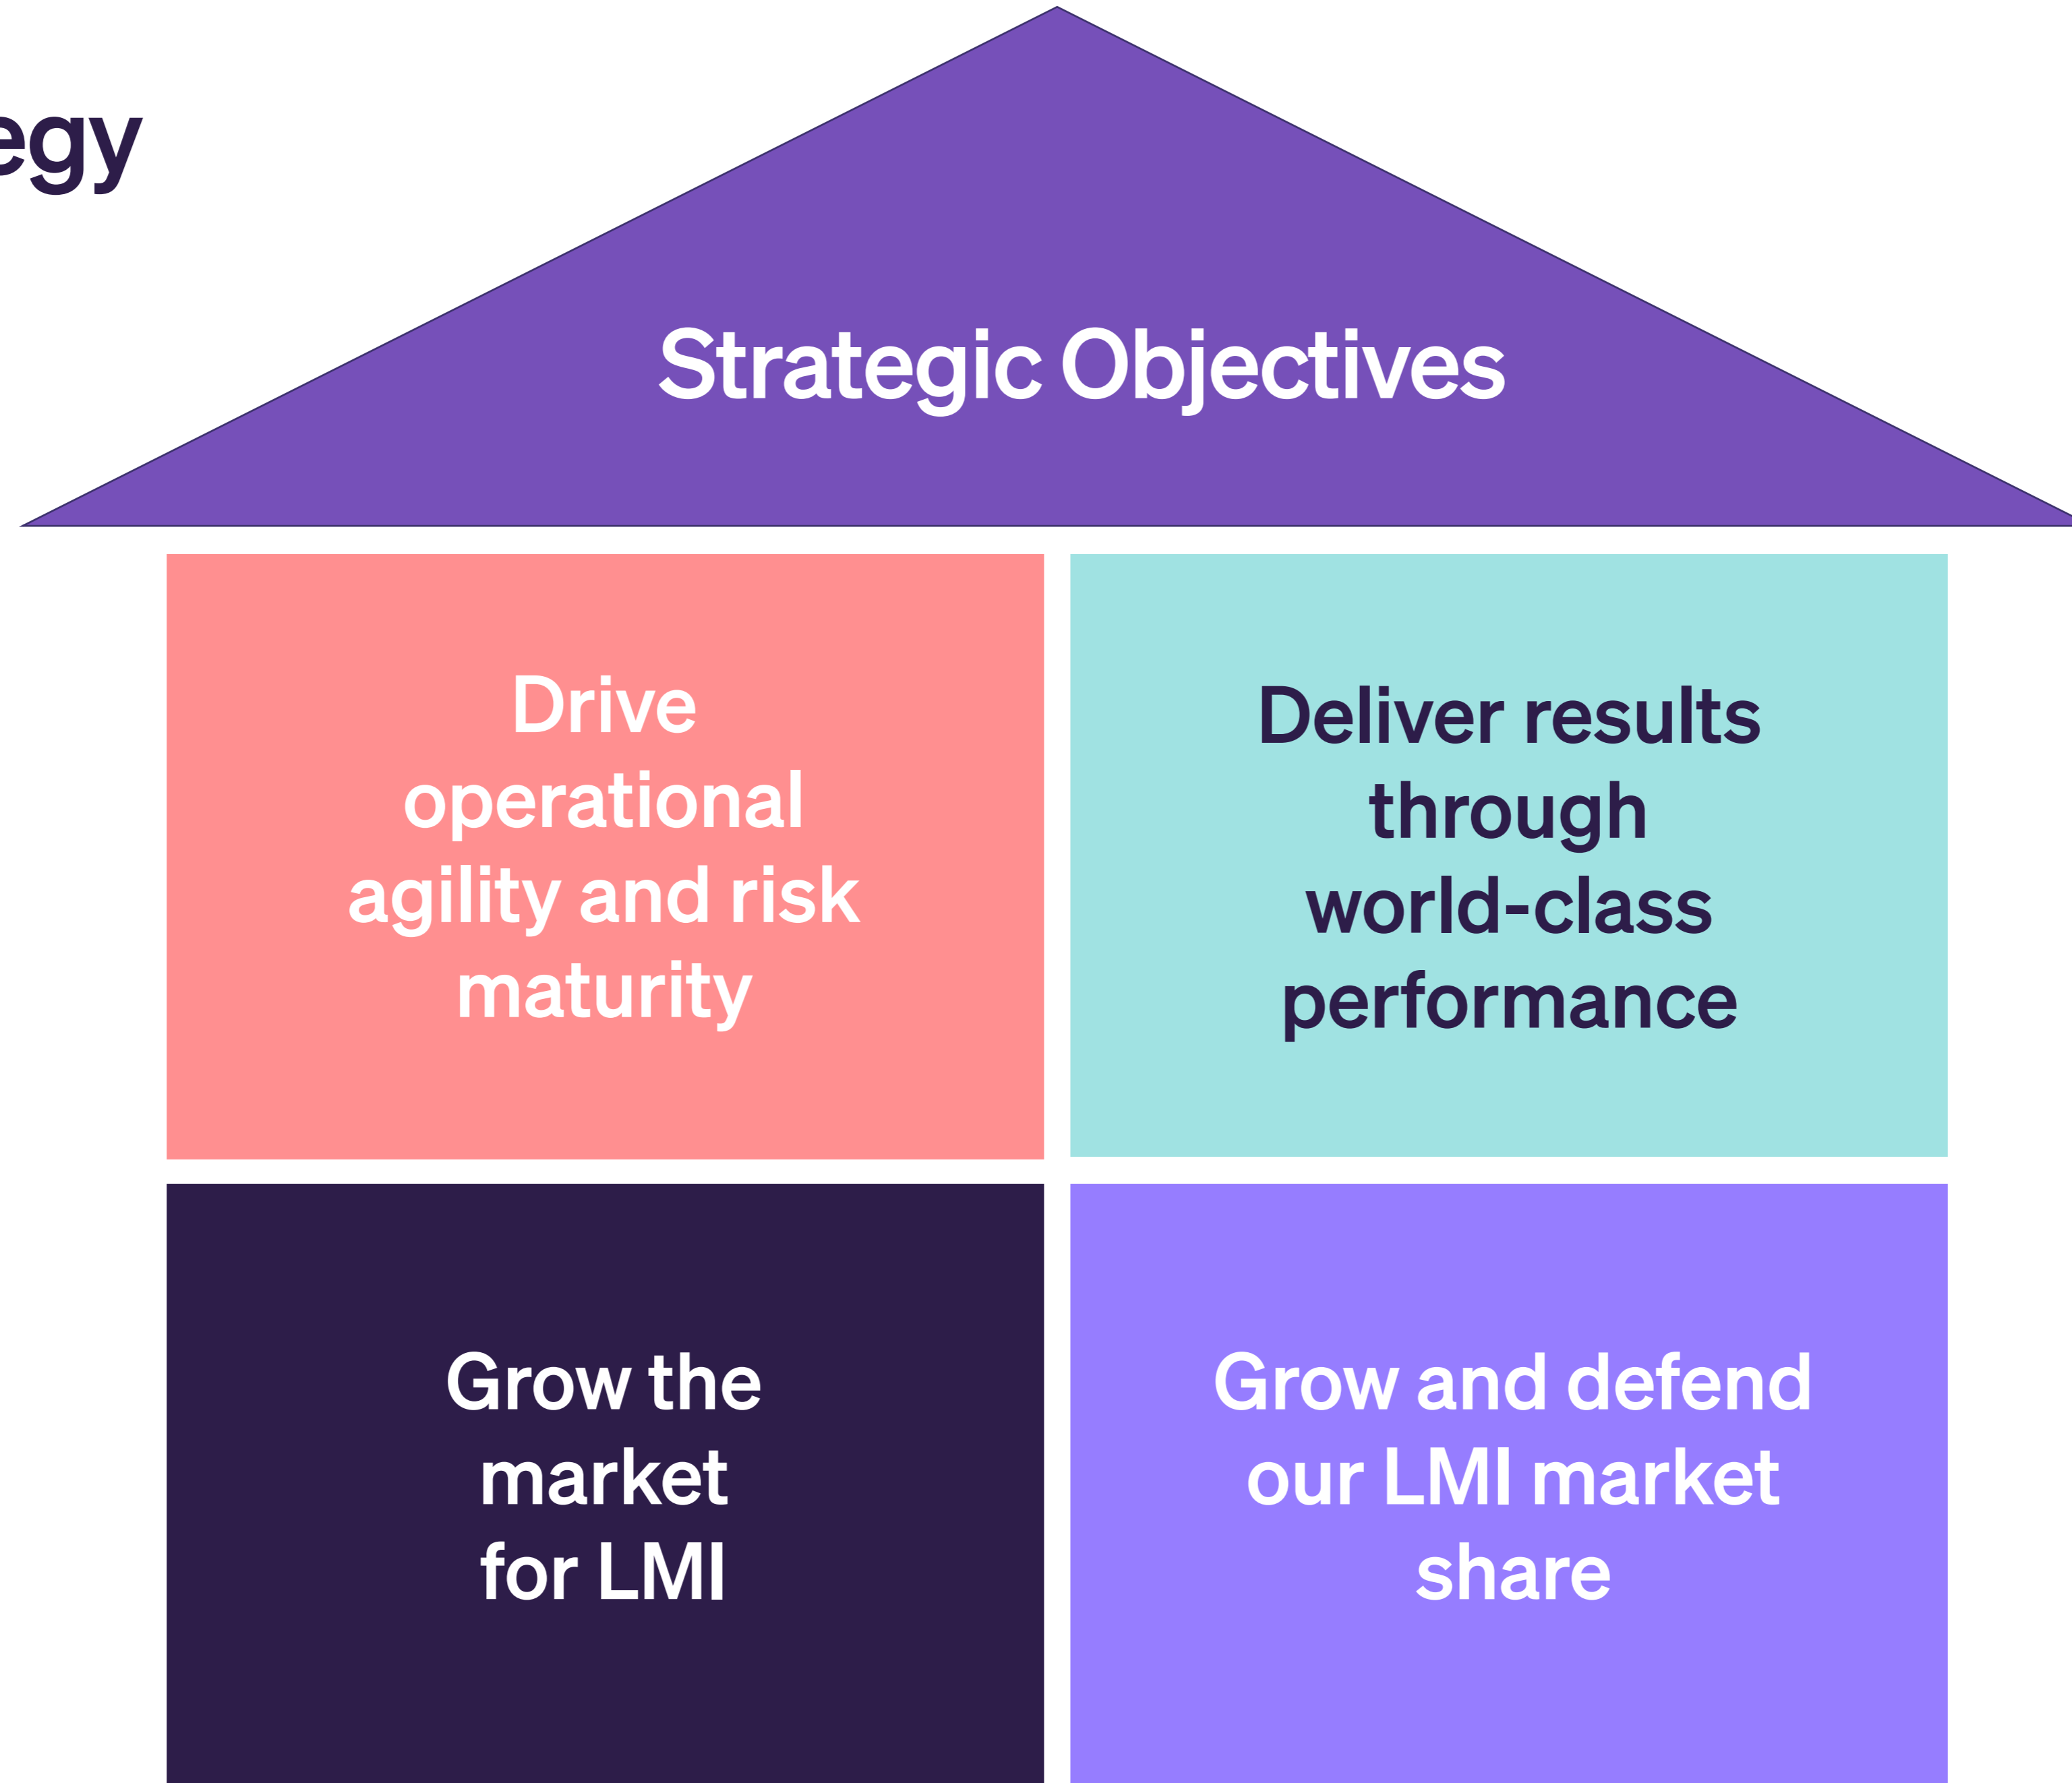 egy
Strategic Objectives
Drive
operational
agility and risk
maturity
Deliver results
through
world-class
performance
Grow the
market
for LMI
Grow and defend
our LMI market
share